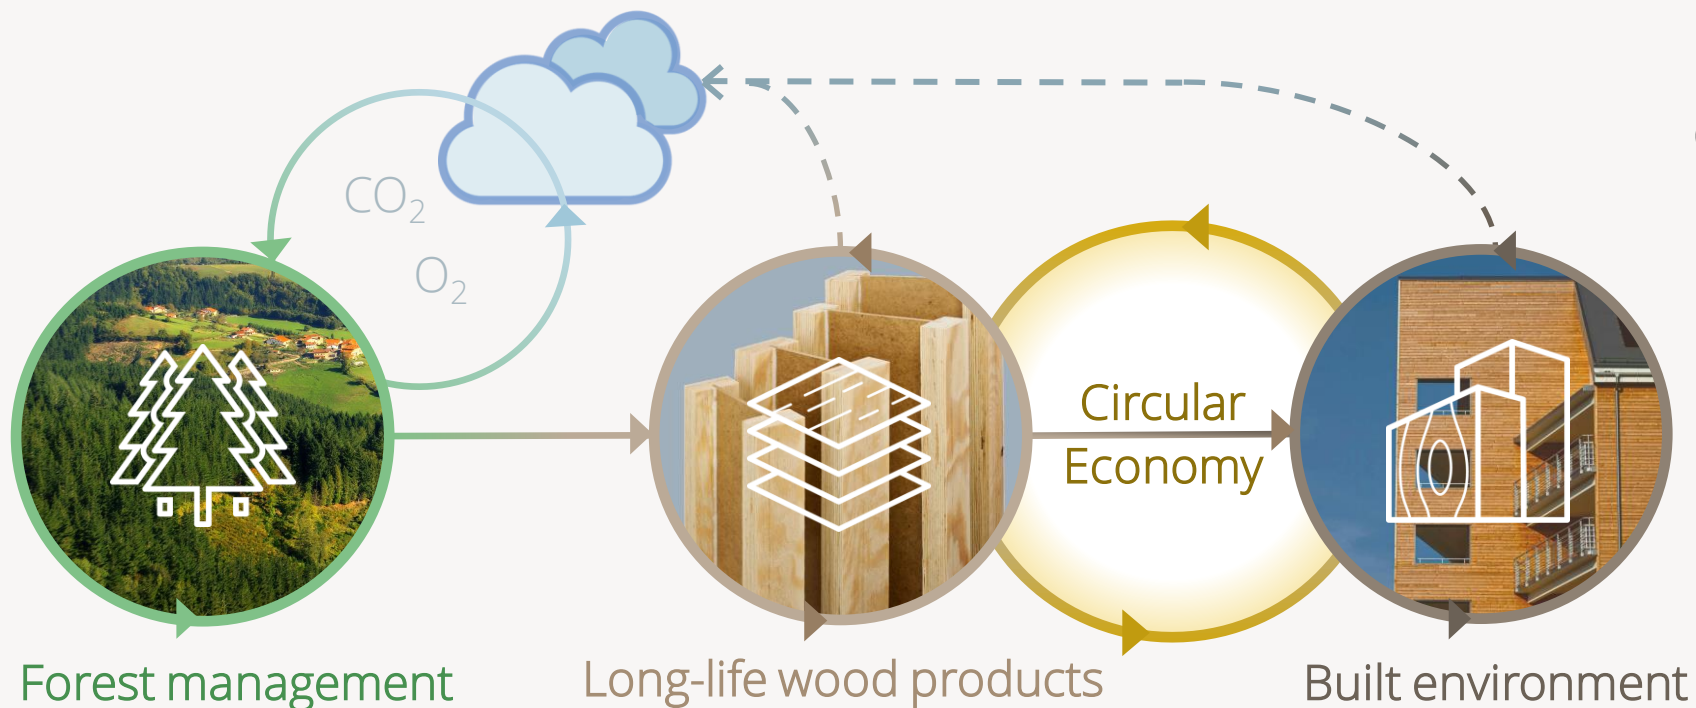 CO₂
O₂
Circular
Economy
Forest management
Long-life wood products
Built environment